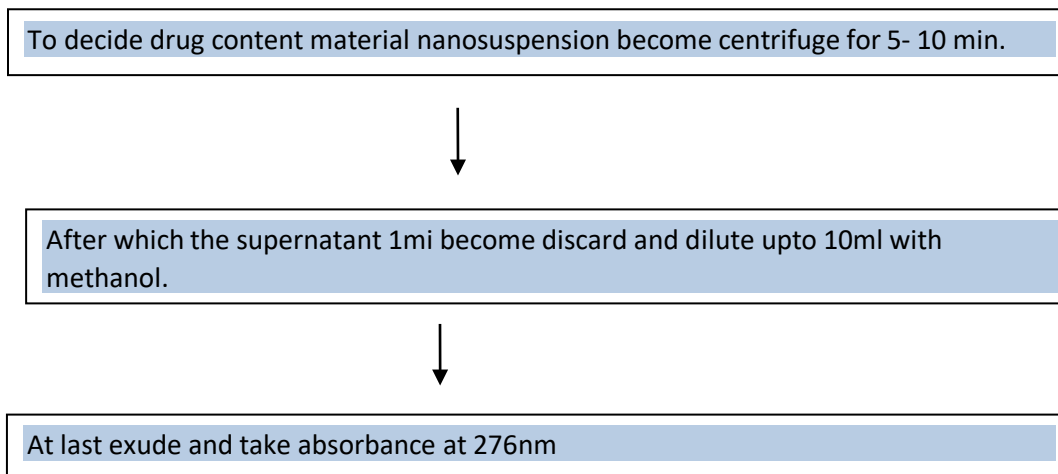 To decide drug content material nanosuspension become centrifuge for 5- 10 min.
After which the supernatant 1mi become discard and dilute upto 10ml with
methanol.
At last exude and take absorbance at 276nm